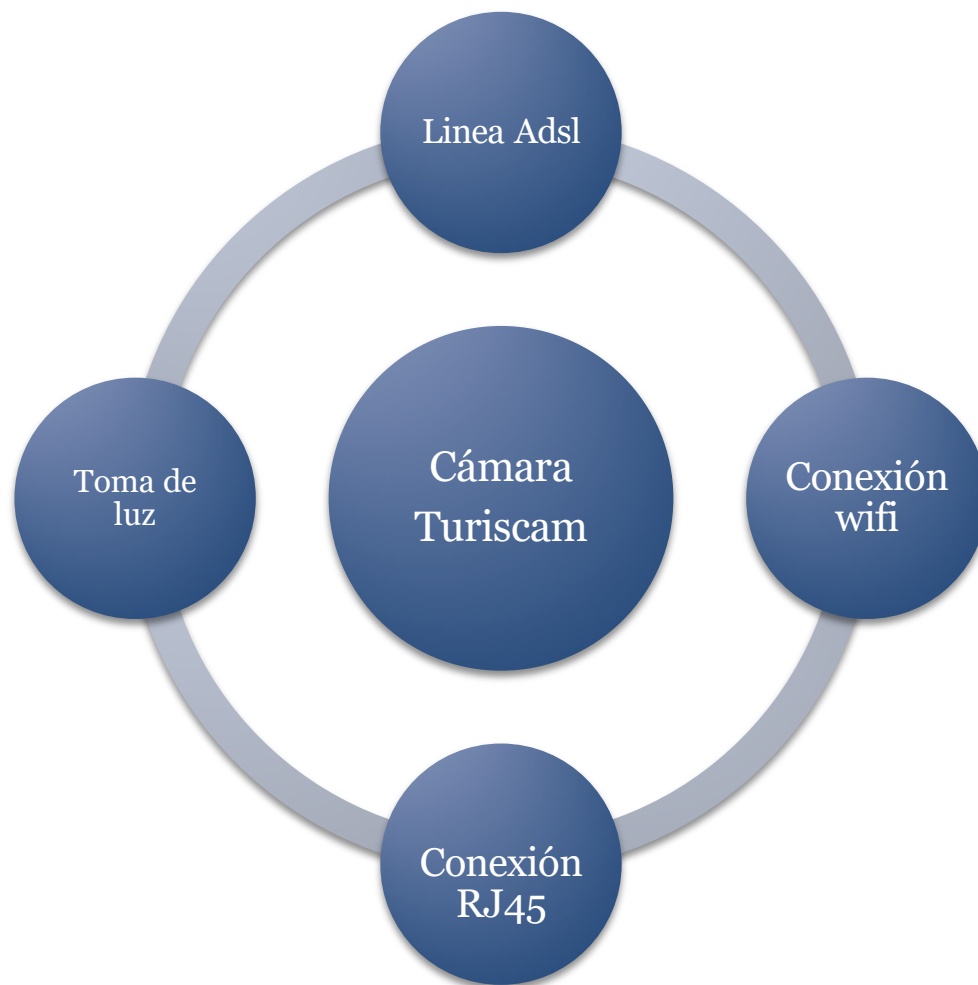 Linea Adsl
Toma de
luz
Cámara
Turiscam
Conexión
wifi
Conexión
RJ45